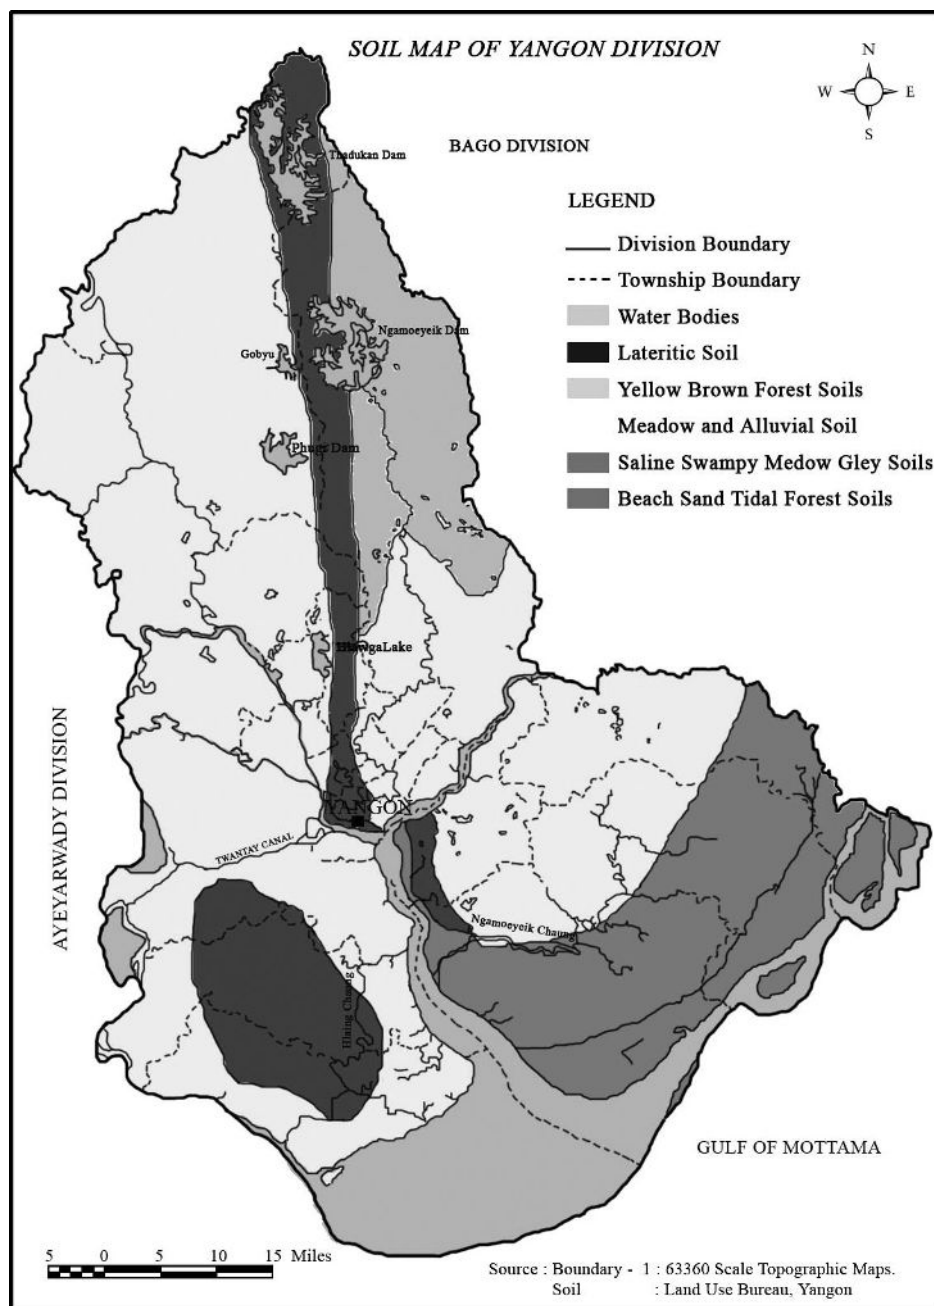 SOIL MAP OF YANGON DIVISION
N
W E
S
BAGO DIVISION
Thadukan Dam
LEGEND
Division Boundary
Township Boundary
Water Bodies
Lateritic Soil
Yellow Brown Forest Soils
Meadow and Alluvial Soil
Saline Swampy Medow Gley Soils
Beach Sand Tidal Forest Soils
Ngamoeyeik Dam
Gobyu
Phugyi Dam
HlawgaLake
AYEYARWADY DIVISION
YANGON
TWANTAY CANAL
Ngamoeyeik Chaung
Hlaing Chaung
GULF OF MOTTAMA
5 0 5 10 15 Miles
Source : Boundary - 1 : 63360 Scale Topographic Maps.
Soil : Land Use Bureau, Yangon